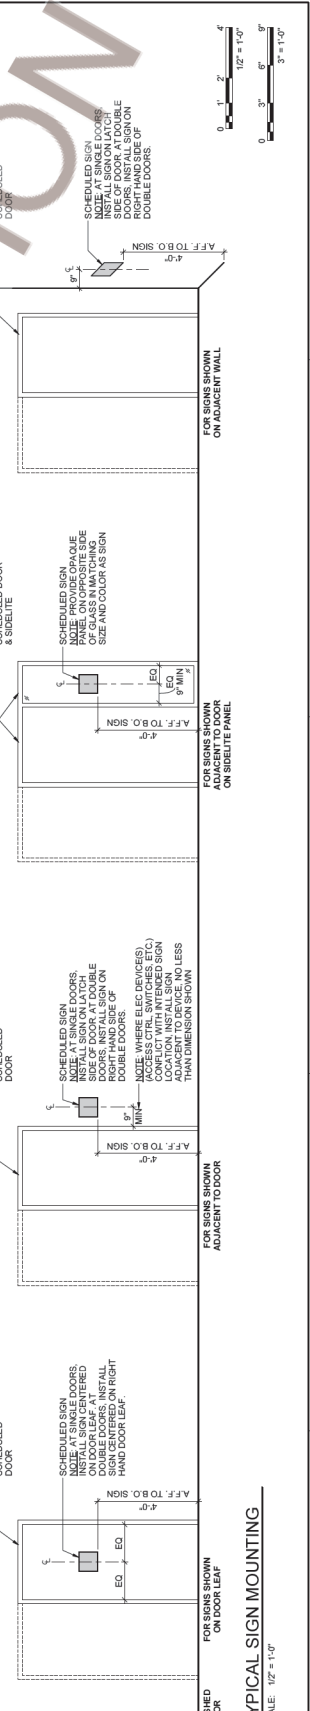 DOOR
SCHEDULED SIGN
NOTE: AT SINGLE DOORS,
INSTALL SIGN CENTERED
ON DOOR LEAF. AT
DOUBLE DOORS, INSTALL
SIGN CENTERED ON RIGHT
HAND DOOR LEAF.
4'-0"
A.F.F. TO B.O. SIGN
EQ
EQ
FOR SIGNS SHOWN
ON DOOR LEAF
DOOR
SCHEDULED SIGN
NOTE: AT SINGLE DOORS,
INSTALL SIGN ON LATCH
SIDE OF DOOR. AT DOUBLE
DOORS, INSTALL SIGN ON
RIGHT HAND SIDE OF
DOUBLE DOORS.
NOTE: WHERE ELEC DEVICE(S)
(ACCESS CTRL, SWITCHES, ETC.)
CONFLICT WITH INTENDED SIGN
LOCATION, INSTALL SIGN
ADJACENT TO DEVICE, NO LESS
THAN DIMENSION SHOWN
9"
MIN
4'-0"
A.F.F. TO B.O. SIGN
FOR SIGNS SHOWN
ADJACENT TO DOOR
SCHEDULED DOOR
& SIDELITE
SCHEDULED SIGN
NOTE: PROVIDE OPAQUE
PANEL ON OPPOSITE SIDE
OF GLASS IN MATCHING
SIZE AND COLOR AS SIGN
4'-0"
A.F.F. TO B.O. SIGN
EQ
EQ
9" MIN
FOR SIGNS SHOWN
ADJACENT TO DOOR
ON SIDELITE PANEL
DOOR
SCHEDULED SIGN
NOTE: AT SINGLE DOORS,
INSTALL SIGN ON LATCH
SIDE OF DOOR. AT DOUBLE
DOORS, INSTALL SIGN ON
RIGHT HAND SIDE OF
DOUBLE DOORS.
9"
4'-0"
A.F.F. TO B.O. SIGN
FOR SIGNS SHOWN
ON ADJACENT WALL
SHED
OR
YPICAL SIGN MOUNTING
ALE: 1/2" = 1'-0"
0 1' 2' 4'
1/2" = 1'-0"
0 3" 6" 9"
3" = 1'-0"
ON